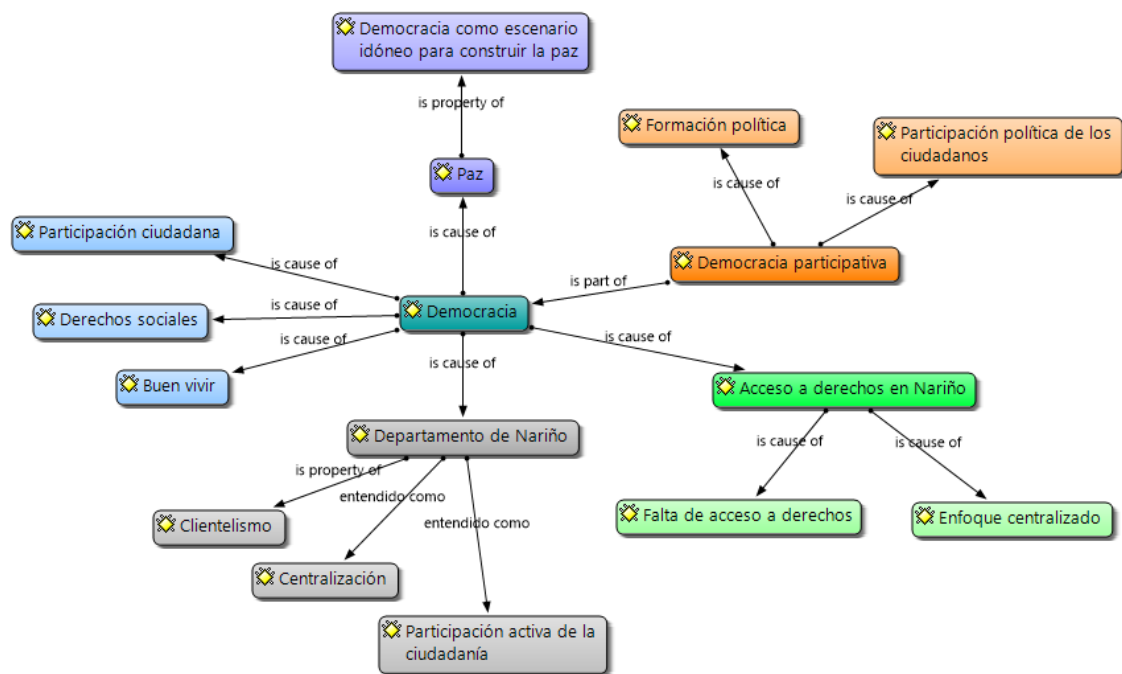 Democracia como escenario
idóneo para construir la paz
is property of
Formación política
Participación política de los
ciudadanos
Paz
is cause of
is cause of
Participación ciudadana
is cause of
is cause of
Democracia participativa
is part of
Derechos sociales
is cause of
Democracia
is cause of
is cause of
is cause of
Buen vivir
Acceso a derechos en Nariño
Departamento de Nariño
is cause of
is cause of
is property of
entendido como
entendido como
Clientelismo
Falta de acceso a derechos
Enfoque centralizado
Centralización
Participación activa de la
ciudadanía